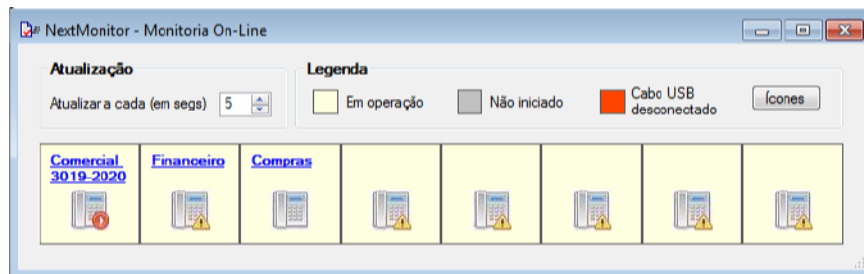 NextMonitor - Monitoria On-Line
Atualização
Atualizar a cada (em segs) 5
Legenda
Em operação
Não iniciado
Cabo USB
desconectado
Ícones
Comercial
3019-2020
Financeiro
Compras